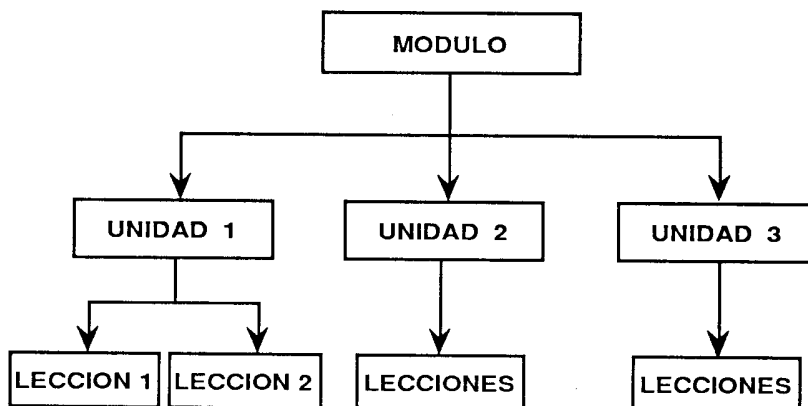 MODULO
UNIDAD 1
UNIDAD 2
UNIDAD 3
LECCION 1
LECCION 2
LECCIONES
LECCIONES